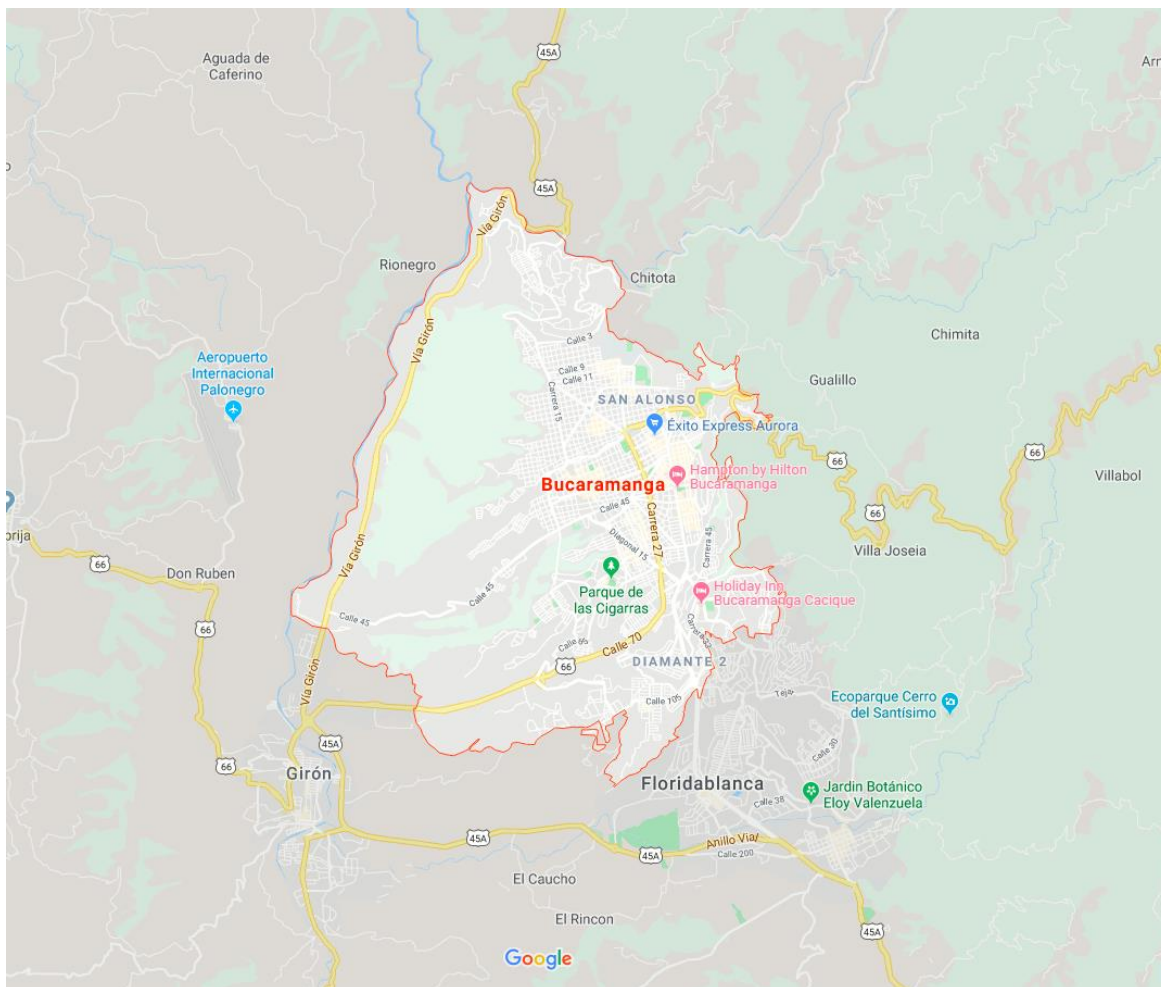 45A
Aguada de
Caferino
45A
Vía Girón
Rionegro
Chitota
Chimita
Calle 3
Vía Girón
Aeropuerto
Internacional
Palonegro
Calle 9
Calle 11
Carrera 15
Gualillo
SAN ALONSO
Éxito Express Aurora
66
Hampton by Hilton
Bucaramanga
Villabol
Bucaramanga
Calle 45
Carrera 27
66
orija
Diagonal 15
Carrera 45
Villa Joseia
66
Vía Girón
Don Ruben
Parque de
las Cigarras
Holiday Inn
Bucaramanga Cacique
Calle 45
Calle 45
66
Calle 70
66
DIAMANTE 2
Vía Girón
Calle 105
Ecoparque Cerro
del Santísimo
45A
Calle 30
66
Girón
Floridablanca
Jardin Botánico
Eloy Valenzuela
Calle 38
45A
Anillo Vial
Calle 200
45A
El Caucho
El Rincon
45A
Google